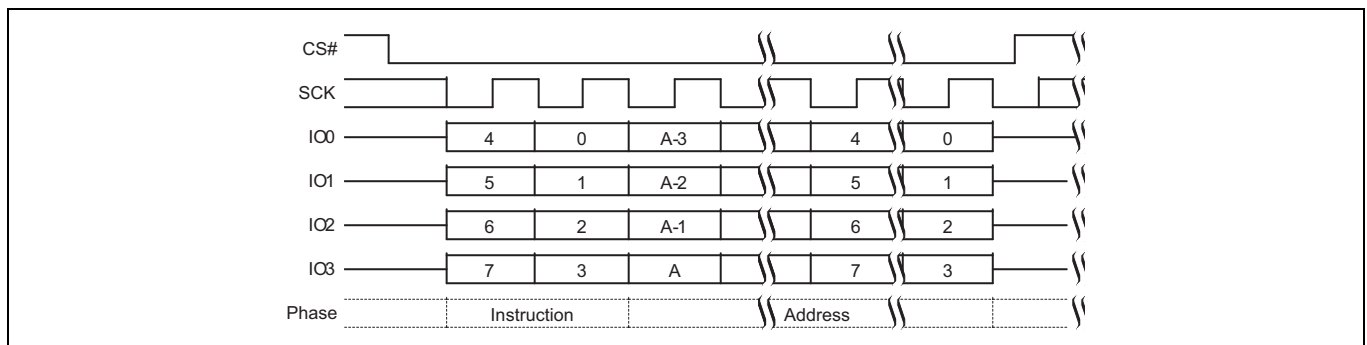 CS#
SCK
IO0 4 0 A-3 4 0
IO1 5 1 A-2 5 1
IO2 6 2 A-1 6 2
IO3 7 3 A 7 3
Phase Instruction Address